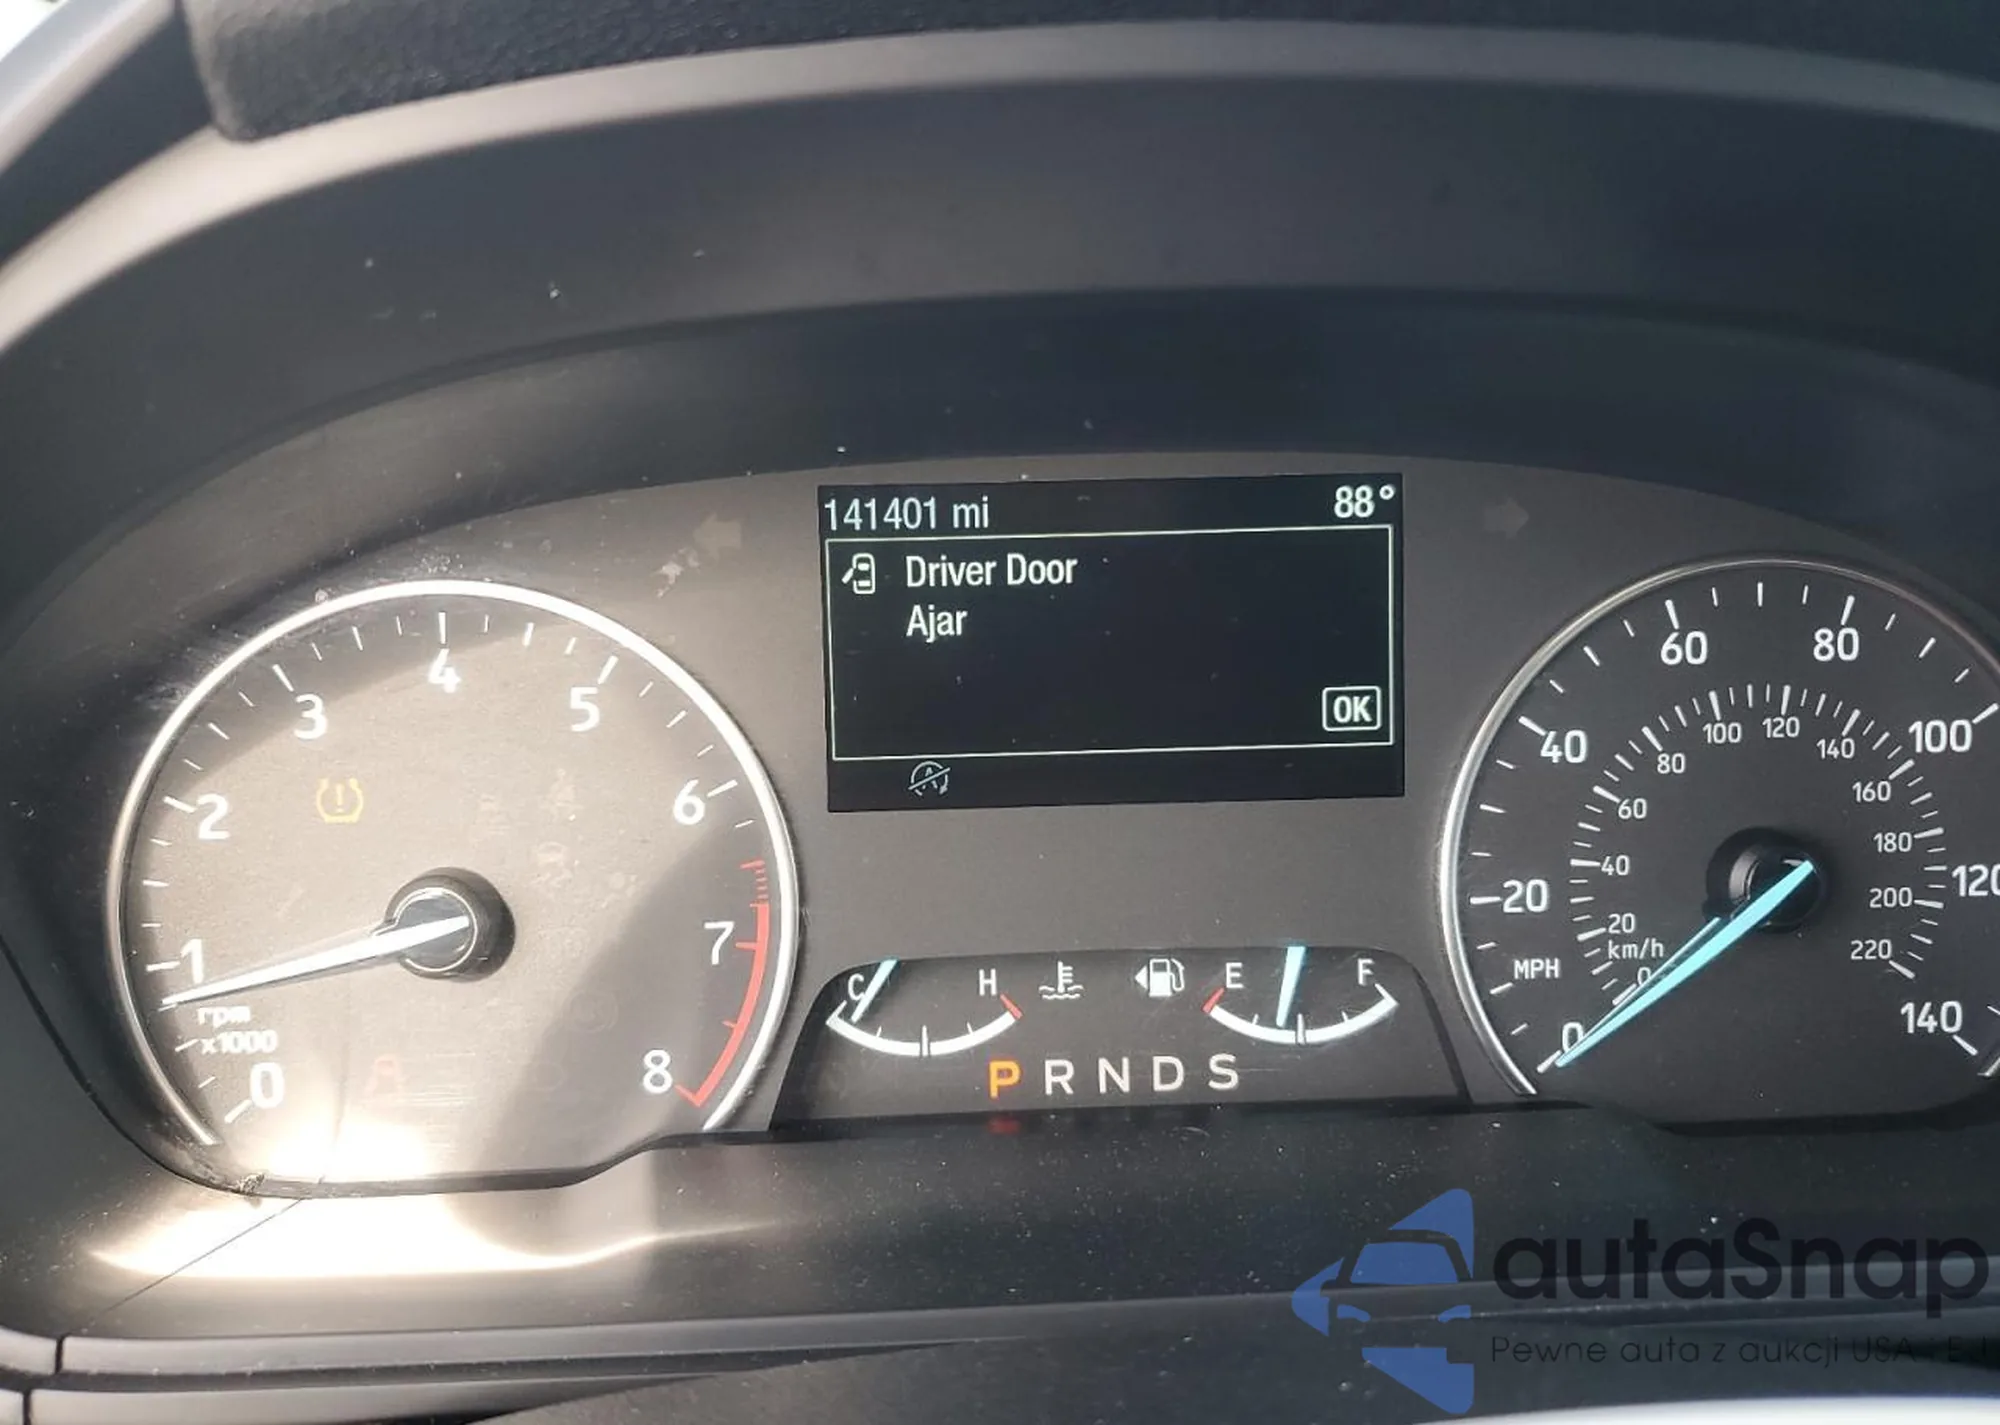 141401 mi 88°
Driver Door
Ajar
OK
0 1 2 3 4 5 6 7 8
rpm
x1000
C H E F
P R N D S
0 20 40 60 80 100 120 140
MPH
0 20 40 60 80 100 120 140 160 180 200 220
km/h
autaSnap
Pewne auta z aukcji USA i E